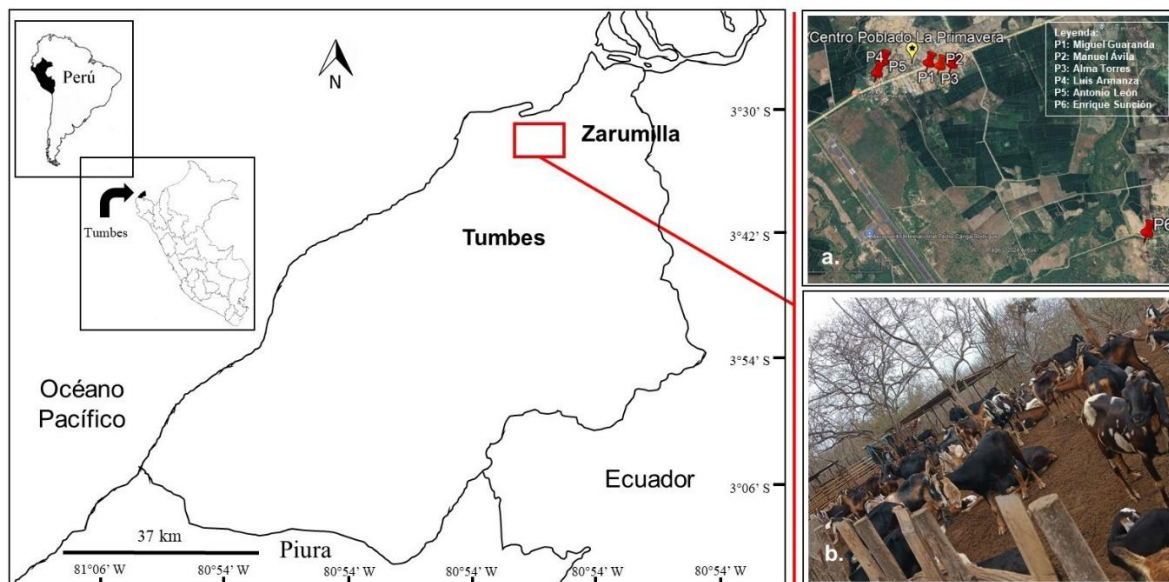 Perú
Tumbes
N
Zarumilla
Tumbes
Océano
Pacífico
Ecuador
Piura
37 km
3°30’ S
3°42’ S
3°54’ S
3°06’ S
81°06’ W
80°54’ W
80°54’ W
80°54’ W
80°54’ W
80°54’ W
Centro Poblado La Primavera
Leyenda:
P1: Miguel Guaranda
P2: Manuel Ávila
P3: Alma Torres
P4: Luis Armanza
P5: Antonio León
P6: Enrique Sunción
P4
P5
P1
P2
P3
P6
a.
b.